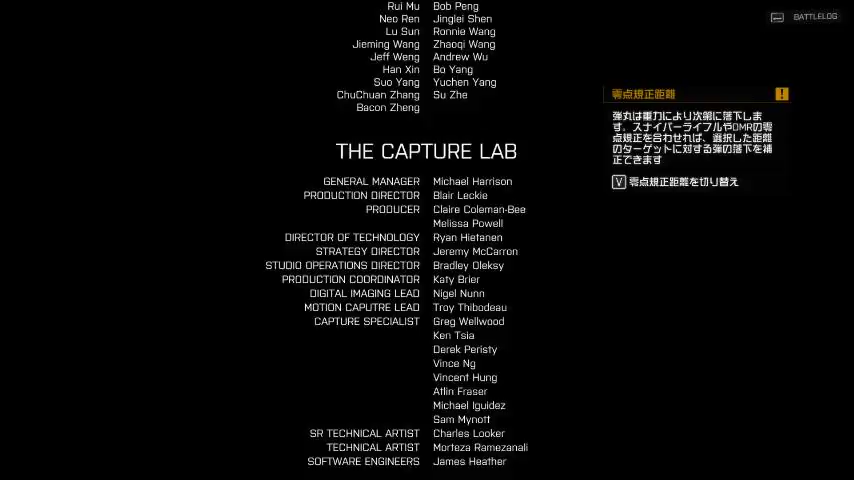 Rui Mu Bob Peng
Neo Ren Jinglei Shen
Lu Sun Ronnie Wang
Jieming Wang Zhaoqi Wang
Jeff Weng Andrew Wu
Han Xin Bo Yang
Suo Yang Yuchen Yang
ChuChuan Zhang Su Zhe
Bacon Zheng
THE CAPTURE LAB
GENERAL MANAGER Michael Harrison
PRODUCTION DIRECTOR Blair Leckie
PRODUCER Claire Coleman-Bee
Melissa Powell
DIRECTOR OF TECHNOLOGY Ryan Hietanen
STRATEGY DIRECTOR Jeremy McCarron
STUDIO OPERATIONS DIRECTOR Bradley Oleksy
PRODUCTION COORDINATOR Katy Brier
DIGITAL IMAGING LEAD Nigel Nunn
MOTION CAPUTRE LEAD Troy Thibodeau
CAPTURE SPECIALIST Greg Wellwood
Ken Tsia
Derek Peristy
Vince Ng
Vincent Hung
Atlin Fraser
Michael Iguidez
Sam Mynott
SR TECHNICAL ARTIST Charles Looker
TECHNICAL ARTIST Morteza Ramezanali
SOFTWARE ENGINEERS James Heather
BATTLELOG
零点規正距離 !
弾丸は重力により次第に落下しま
す。スナイパーライフルやDMRの零
点規正を合わせれば、選択した距離
のターゲットに対する弾の落下を補
正できます
V 零点規正距離を切り替え